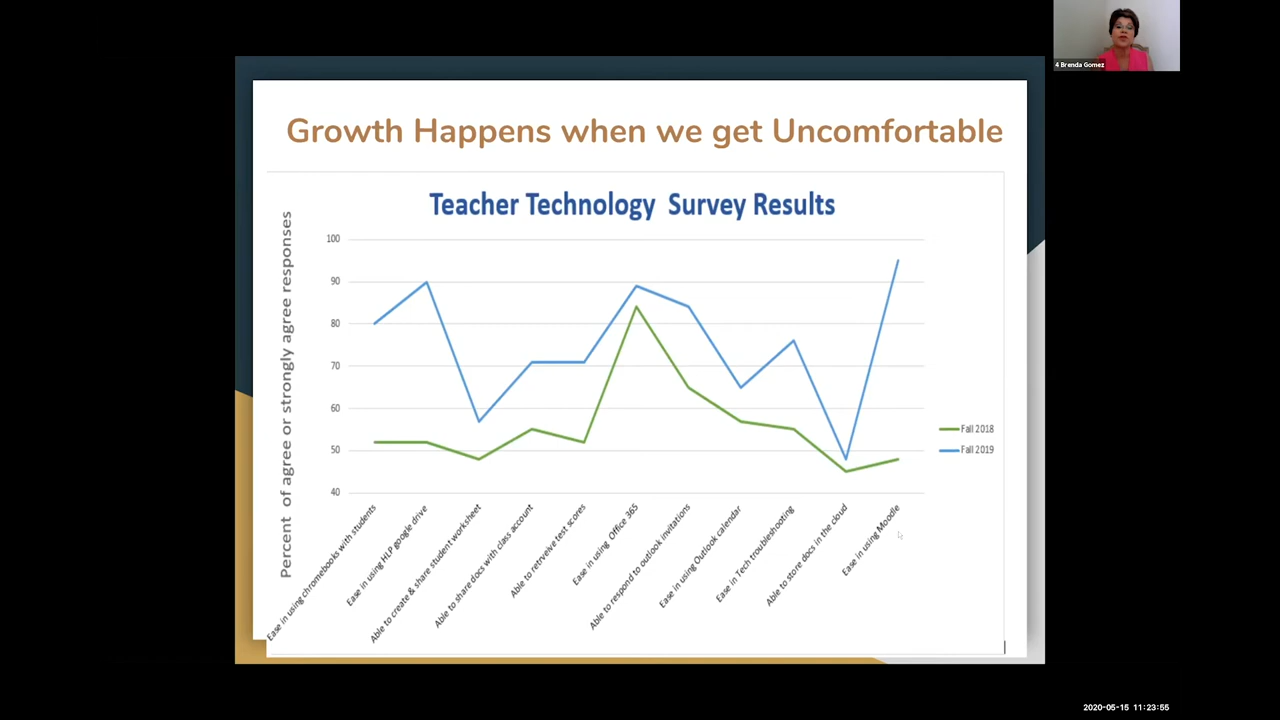 4 Brenda Gomez
Growth Happens when we get Uncomfortable
Teacher Technology Survey Results
Percent of agree or strongly agree responses
100
90
80
70
60
50
40
Fall 2018
Fall 2019
Ease in using chromebooks with students
Ease in using HLP google drive
Able to create & share student worksheet
Able to share docs with class account
Able to retrveive test scores
Ease in using Office 365
Able to respond to outlook invitations
Ease in using Outlook calendar
Ease in Tech troubleshooting
Able to store docs in the cloud
Ease in using Moodle
2020-05-15 11:23:55